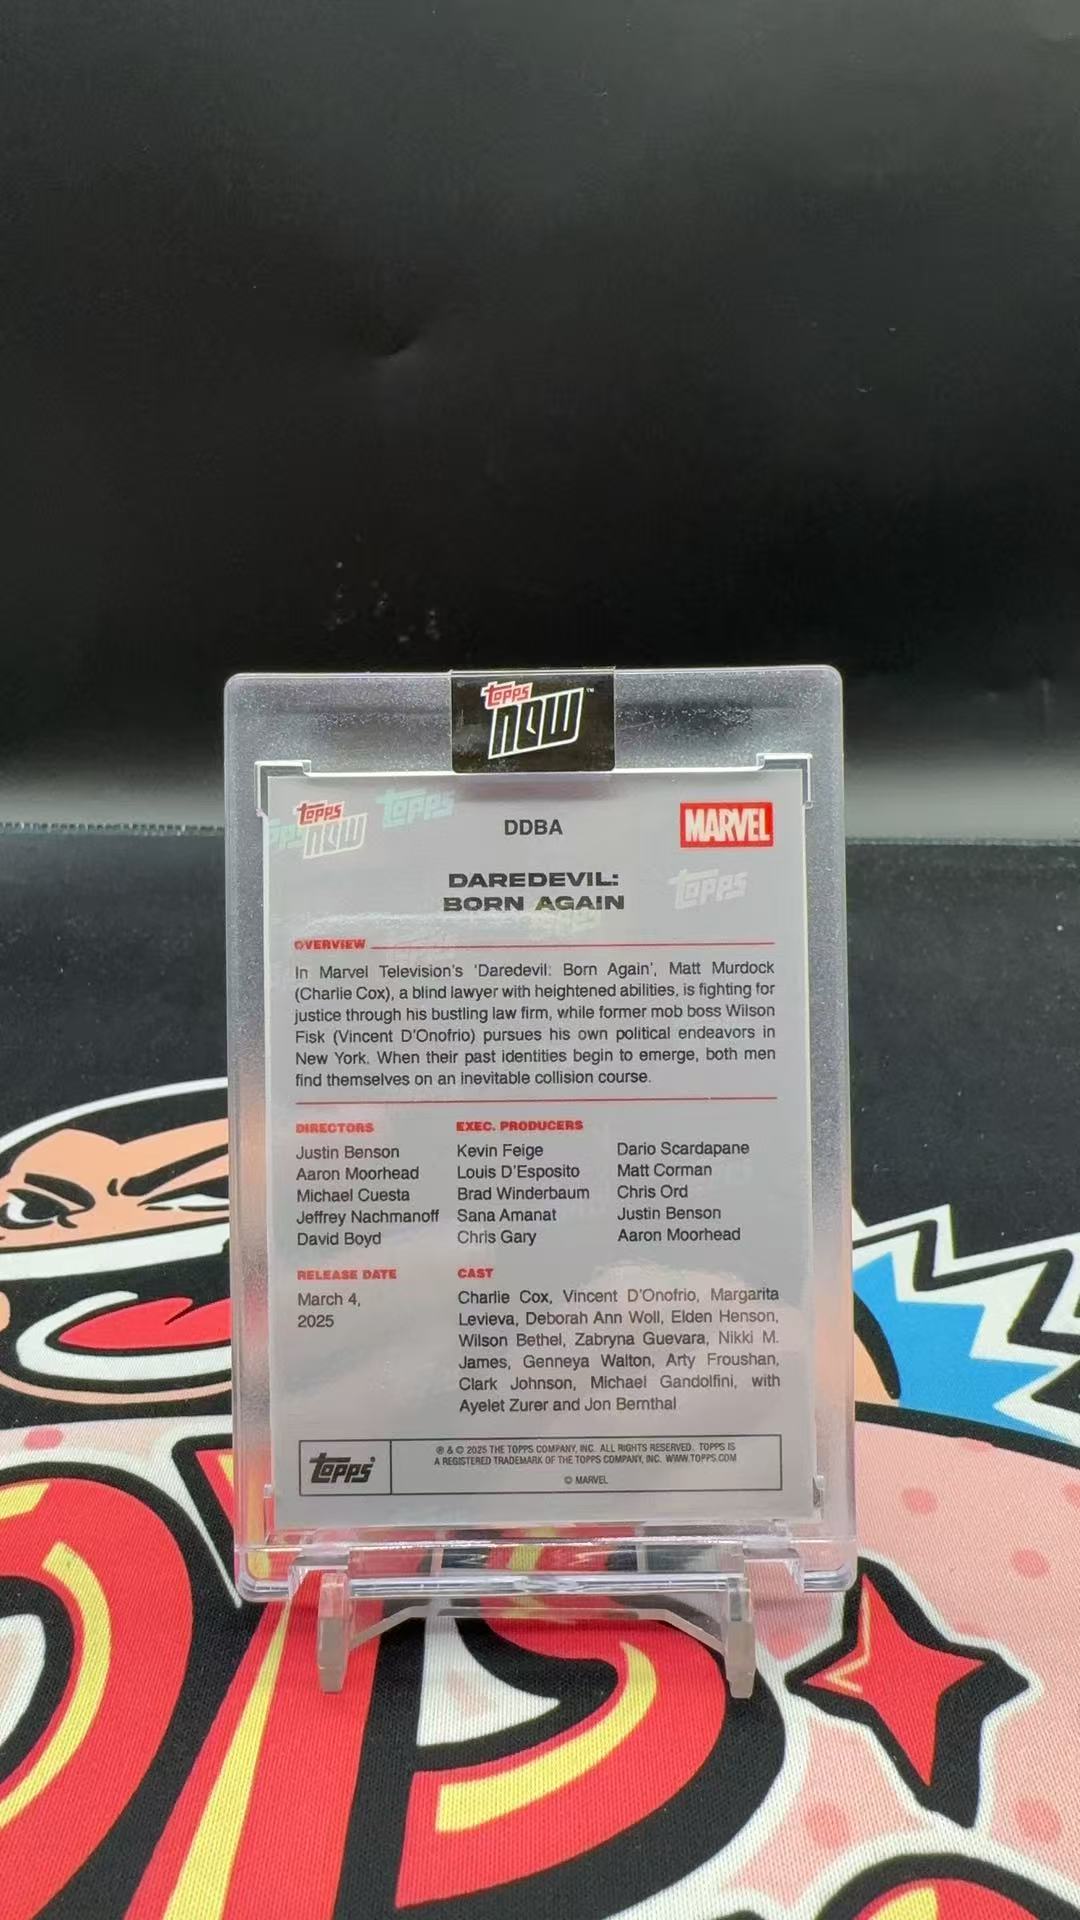 topps
NOW™
topps
NOW
topps
DDBA
MARVEL
DAREDEVIL:
BORN AGAIN
topps
OVERVIEW
In Marvel Television's 'Daredevil: Born Again', Matt Murdock
(Charlie Cox), a blind lawyer with heightened abilities, is fighting for
justice through his bustling law firm, while former mob boss Wilson
Fisk (Vincent D'Onofrio) pursues his own political endeavors in
New York. When their past identities begin to emerge, both men
find themselves on an inevitable collision course.
DIRECTORS
Justin Benson
Aaron Moorhead
Michael Cuesta
Jeffrey Nachmanoff
David Boyd
EXEC. PRODUCERS
Kevin Feige
Louis D'Esposito
Brad Winderbaum
Sana Amanat
Chris Gary
Dario Scardapane
Matt Corman
Chris Ord
Justin Benson
Aaron Moorhead
RELEASE DATE
March 4,
2025
CAST
Charlie Cox, Vincent D'Onofrio, Margarita
Levieva, Deborah Ann Woll, Elden Henson,
Wilson Bethel, Zabryna Guevara, Nikki M.
James, Genneya Walton, Arty Froushan,
Clark Johnson, Michael Gandolfini, with
Ayelet Zurer and Jon Bernthal
topps®
® & © 2025 THE TOPPS COMPANY, INC. ALL RIGHTS RESERVED. TOPPS IS
A REGISTERED TRADEMARK OF THE TOPPS COMPANY, INC. WWW.TOPPS.COM
© MARVEL